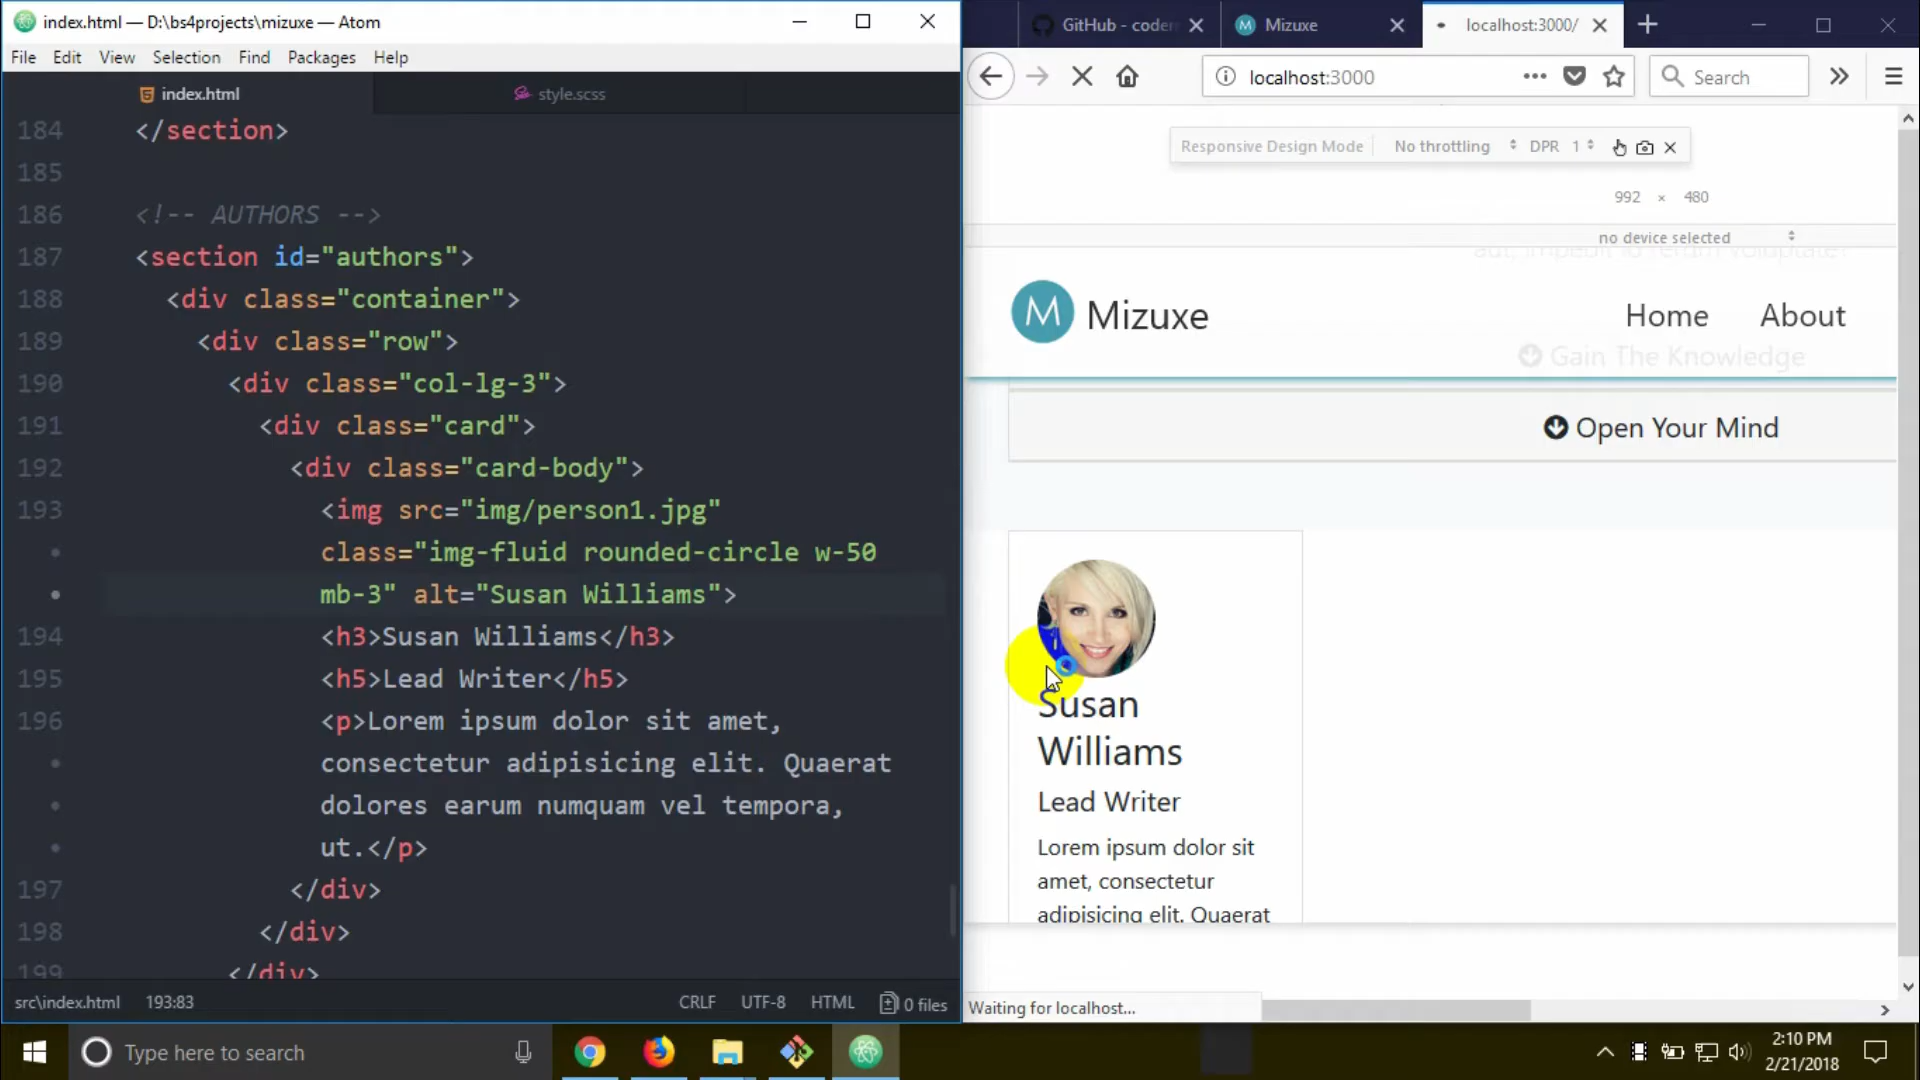 index.html — D:\bs4projects\mizuxe — Atom
File Edit View Selection Find Packages Help
index.html
style.scss
184 </section>
185
186 <!-- AUTHORS -->
187 <section id="authors">
188 <div class="container">
189 <div class="row">
190 <div class="col-lg-3">
191 <div class="card">
192 <div class="card-body">
193 <img src="img/person1.jpg"
class="img-fluid rounded-circle w-50
mb-3" alt="Susan Williams">
194 <h3>Susan Williams</h3>
195 <h5>Lead Writer</h5>
196 <p>Lorem ipsum dolor sit amet,
consectetur adipisicing elit. Quaerat
dolores earum numquam vel tempora,
ut.</p>
197 </div>
198 </div>
199 </div>
src\index.html 193:83 CRLF UTF-8 HTML 0 files
GitHub - coder
Mizuxe
localhost:3000/
localhost:3000
Search
Responsive Design Mode No throttling DPR 1
992 × 480
no device selected
aut, impedit id rerum voluptate?
M Mizuxe Home About
Gain The Knowledge
Open Your Mind
Susan
Williams
Lead Writer
Lorem ipsum dolor sit
amet, consectetur
adipisicing elit. Quaerat
Waiting for localhost...
Type here to search
2:10 PM
2/21/2018